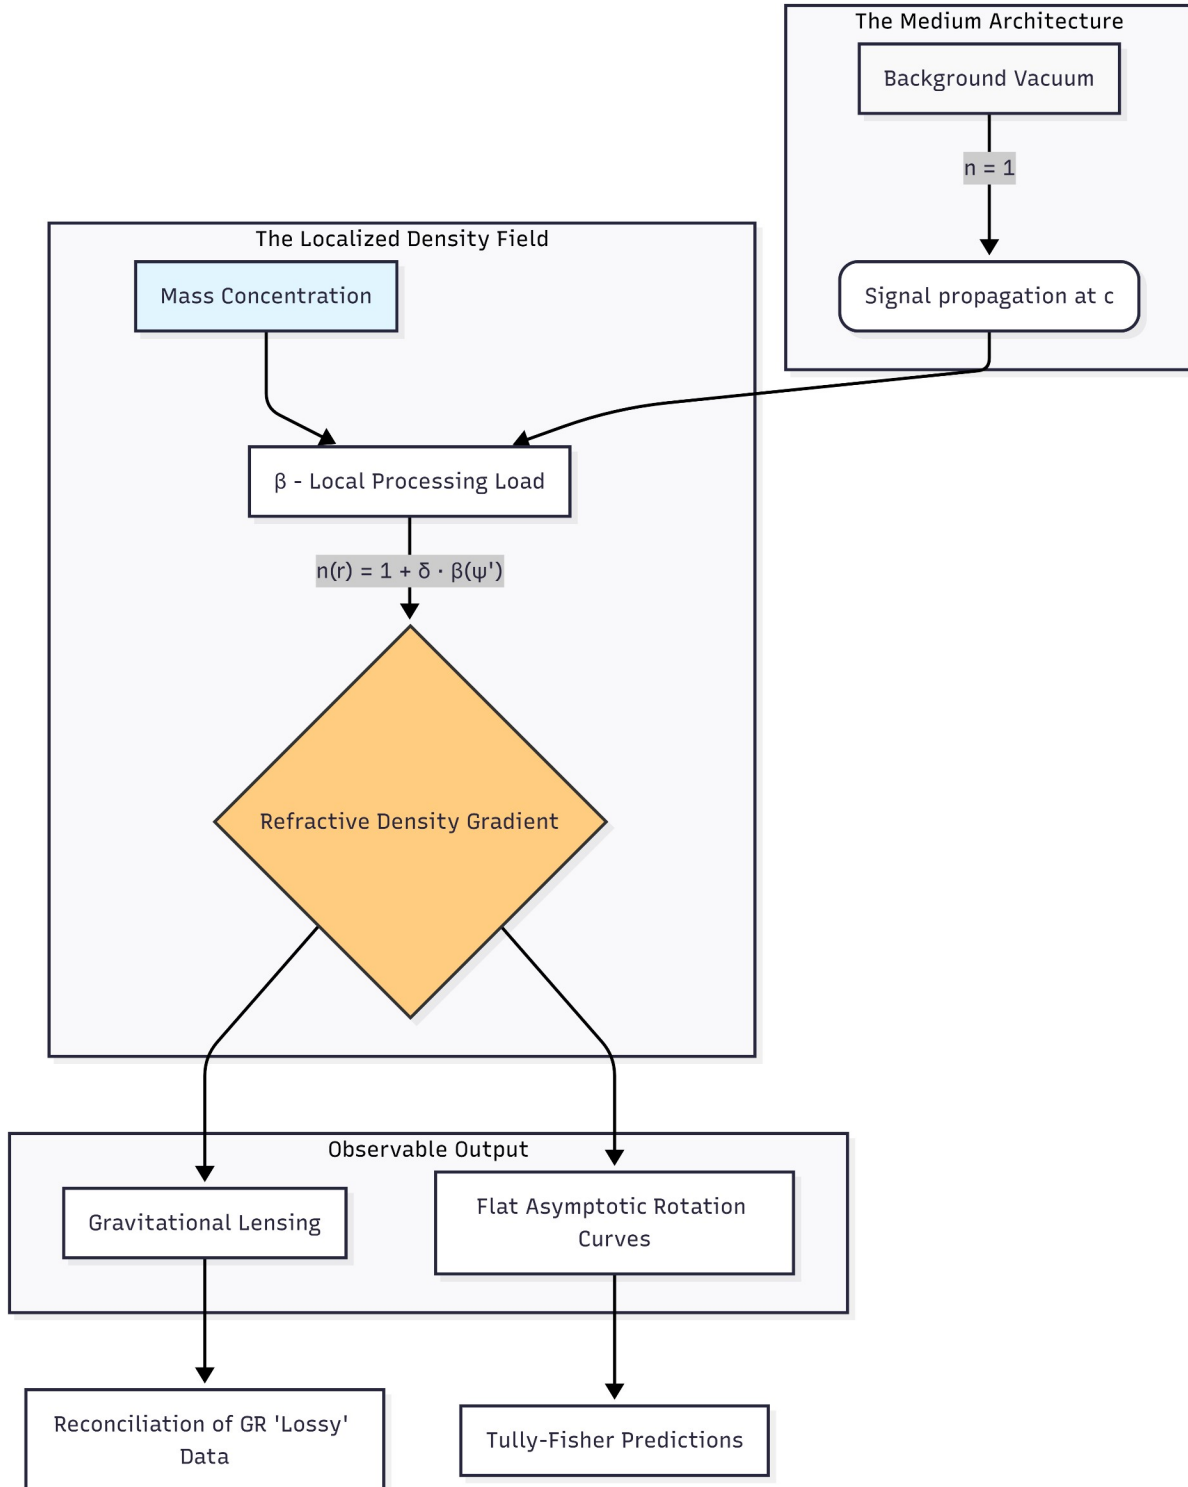 The Medium Architecture
Background Vacuum
n = 1
Signal propagation at c
The Localized Density Field
Mass Concentration
β - Local Processing Load
n(r) = 1 + δ · β(ψ')
Refractive Density Gradient
Observable Output
Gravitational Lensing
Flat Asymptotic Rotation
Curves
Reconciliation of GR 'Lossy'
Data
Tully-Fisher Predictions